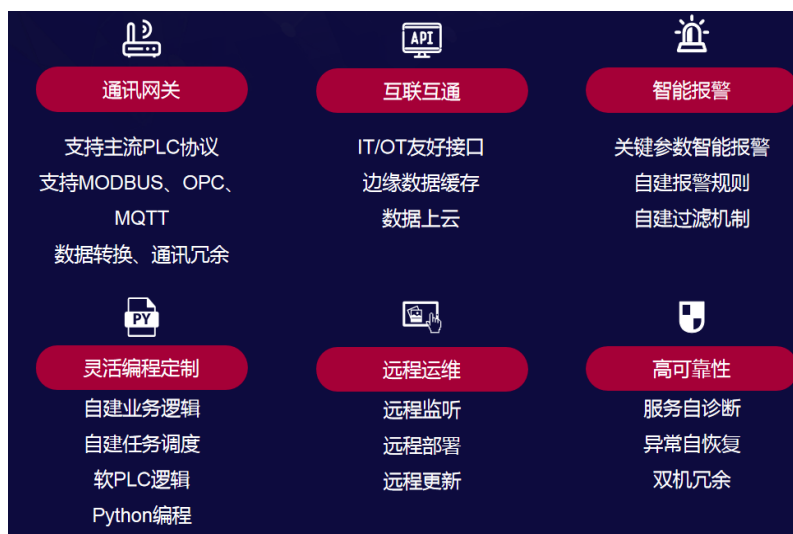 API
通讯网关
互联互通
智能报警
支持主流PLC协议
支持MODBUS、OPC、
MQTT
数据转换、通讯冗余
IT/OT友好接口
边缘数据缓存
数据上云
关键参数智能报警
自建报警规则
自建过滤机制
PY
灵活编程定制
远程运维
高可靠性
自建业务逻辑
自建任务调度
软PLC逻辑
Python编程
远程监听
远程部署
远程更新
服务自诊断
异常自恢复
双机冗余